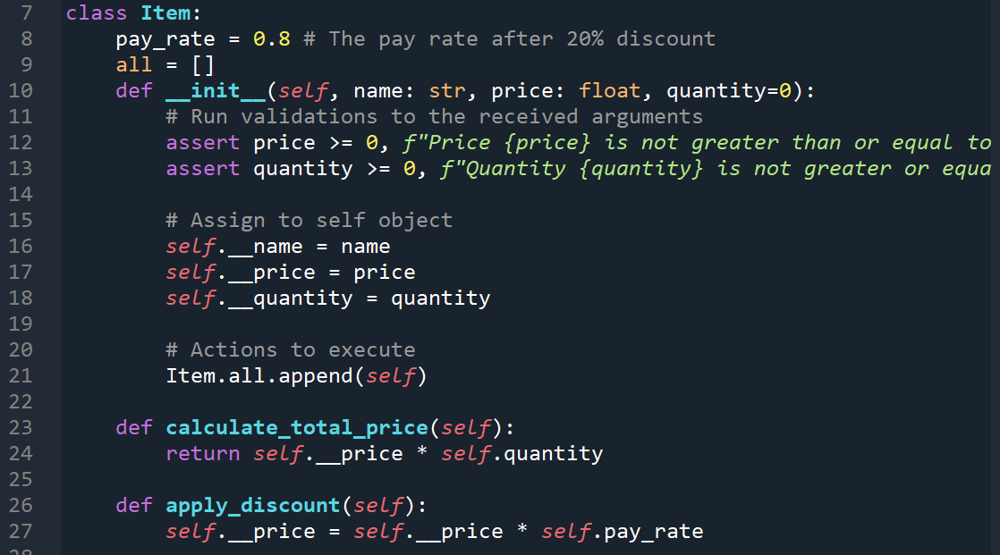 7 class Item:
8     pay_rate = 0.8 # The pay rate after 20% discount
9     all = []
10     def __init__(self, name: str, price: float, quantity=0):
11         # Run validations to the received arguments
12         assert price >= 0, f"Price {price} is not greater than or equal to
13         assert quantity >= 0, f"Quantity {quantity} is not greater or equa
14
15         # Assign to self object
16         self.__name = name
17         self.__price = price
18         self.__quantity = quantity
19
20         # Actions to execute
21         Item.all.append(self)
22
23     def calculate_total_price(self):
24         return self.__price * self.quantity
25
26     def apply_discount(self):
27         self.__price = self.__price * self.pay_rate